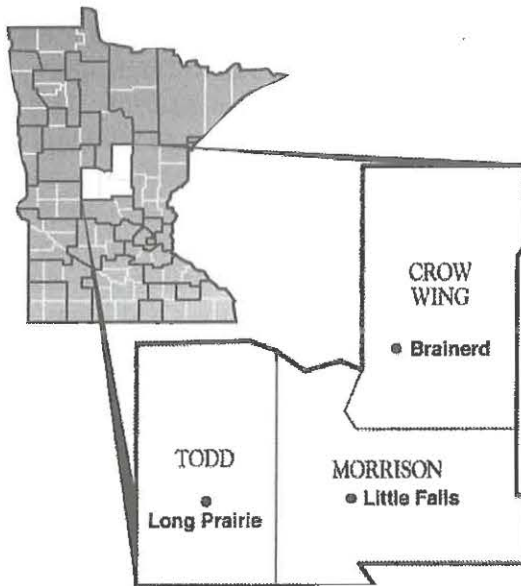 CROW
WING
Brainerd
TODD
Long Prairie
MORRISON
Little Falls